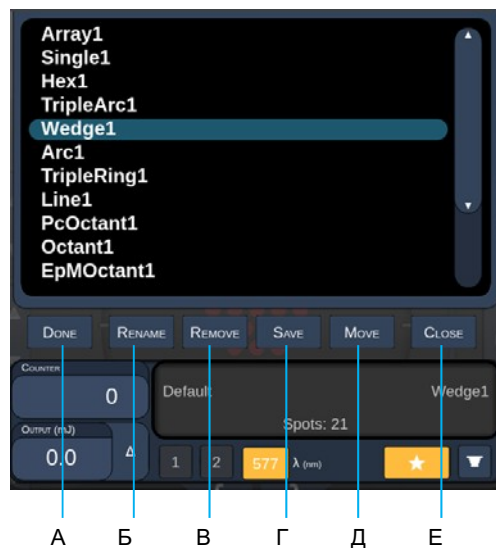 Array1
Single1
Hex1
TripleArc1
Wedge1
Arc1
TripleRing1
Line1
PcOctant1
Octant1
EpMOctant1
DONE RENAME REMOVE SAVE MOVE CLOSE
COUNTER
0
Default Wedge1
Spots: 21
OUTPUT (mJ)
0.0 Δ
1 2 577 λ (nm)
А Б В Г Д Е